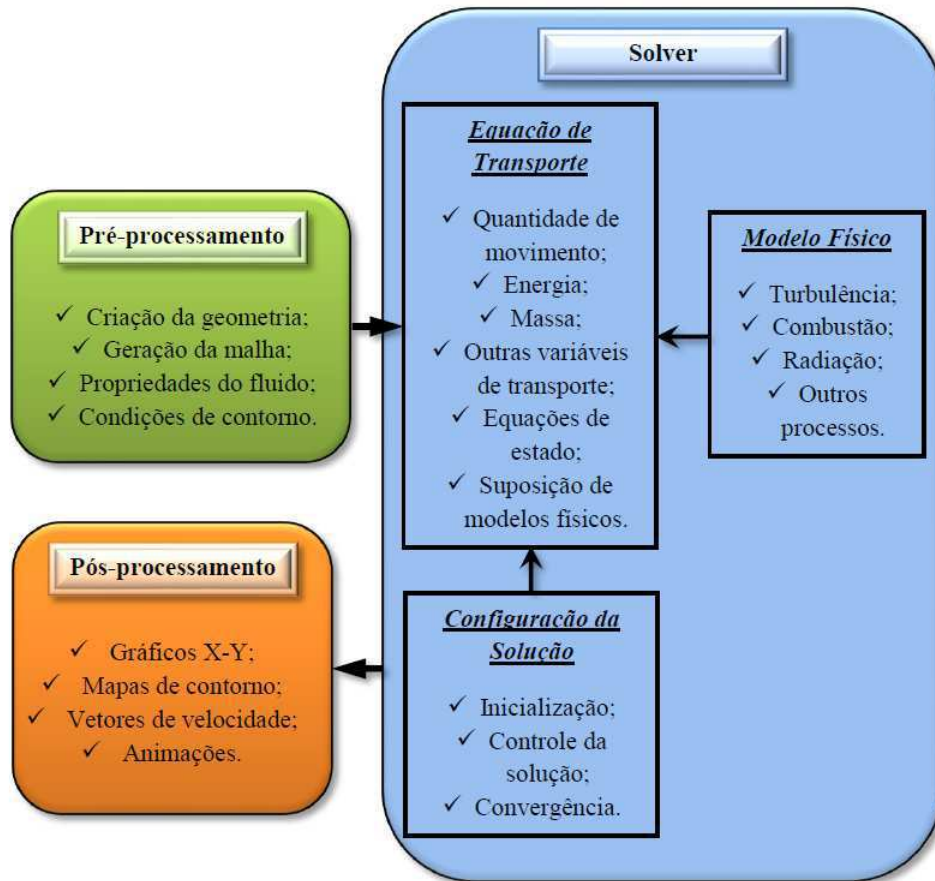 Solver
Equação de
Transporte
✓ Quantidade de
movimento;
✓ Energia;
✓ Massa;
✓ Outras variáveis
de transporte;
✓ Equações de
estado;
✓ Suposição de
modelos físicos.
Pré-processamento
✓ Criação da geometria;
✓ Geração da malha;
✓ Propriedades do fluido;
✓ Condições de contorno.
Modelo Físico
✓ Turbulência;
✓ Combustão;
✓ Radiação;
✓ Outros
processos.
Pós-processamento
✓ Gráficos X-Y;
✓ Mapas de contorno;
✓ Vetores de velocidade;
✓ Animações.
Configuração da
Solução
✓ Inicialização;
✓ Controle da
solução;
✓ Convergência.